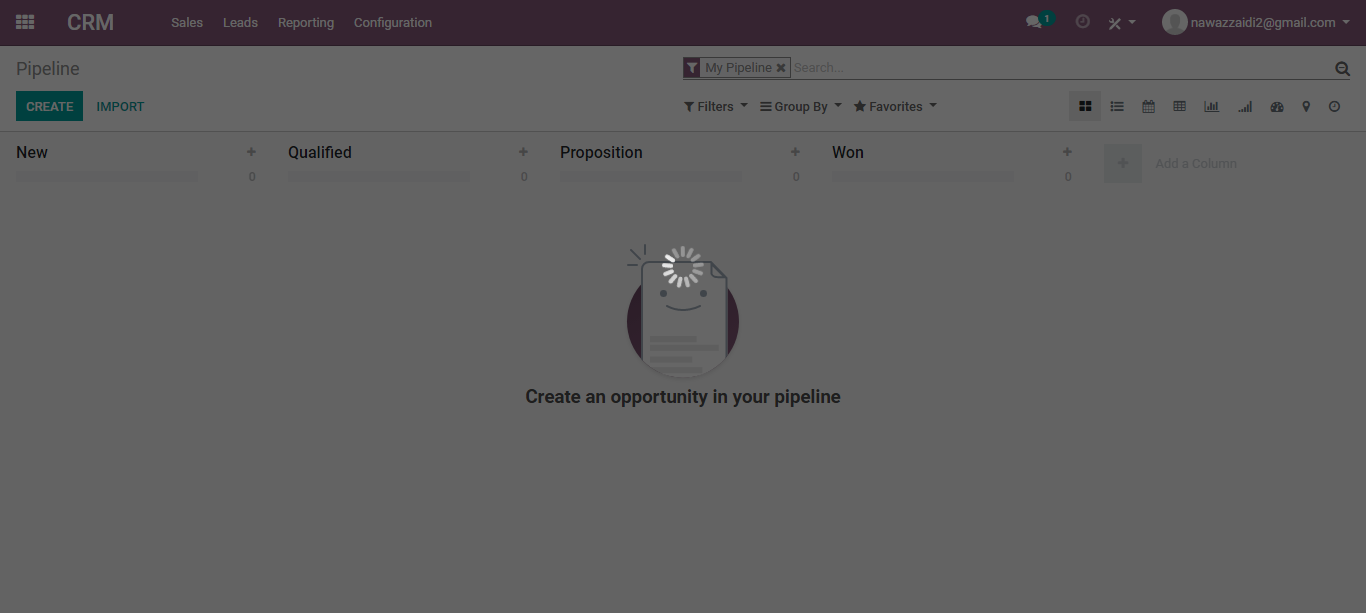 CRM Sales Leads Reporting Configuration 1 nawazzaidi2@gmail.com
Pipeline My Pipeline Search...
CREATE IMPORT Filters Group By Favorites
New Qualified Proposition Won Add a Column
0 0 0 0
Create an opportunity in your pipeline